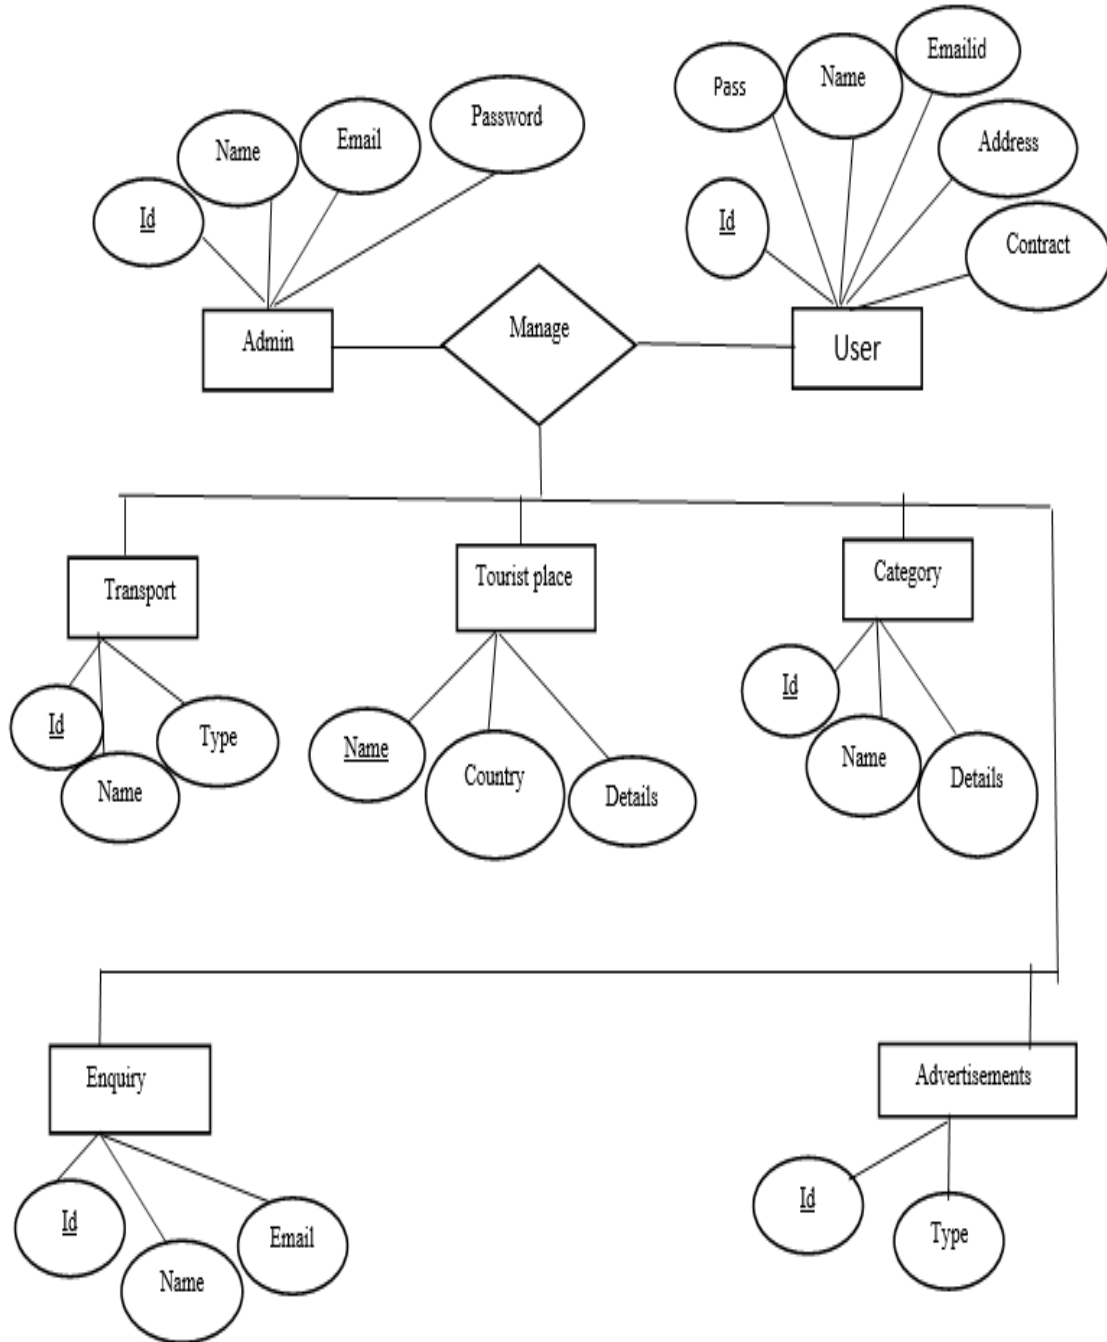 Emailid
Name
Pass
Password
Email
Name
Address
Id
Id
Contract
Manage
Admin
User
Transport
Tourist place
Category
Id
Type
Name
Name
Country
Details
Id
Name
Details
Enquiry
Advertisements
Id
Name
Email
Id
Type